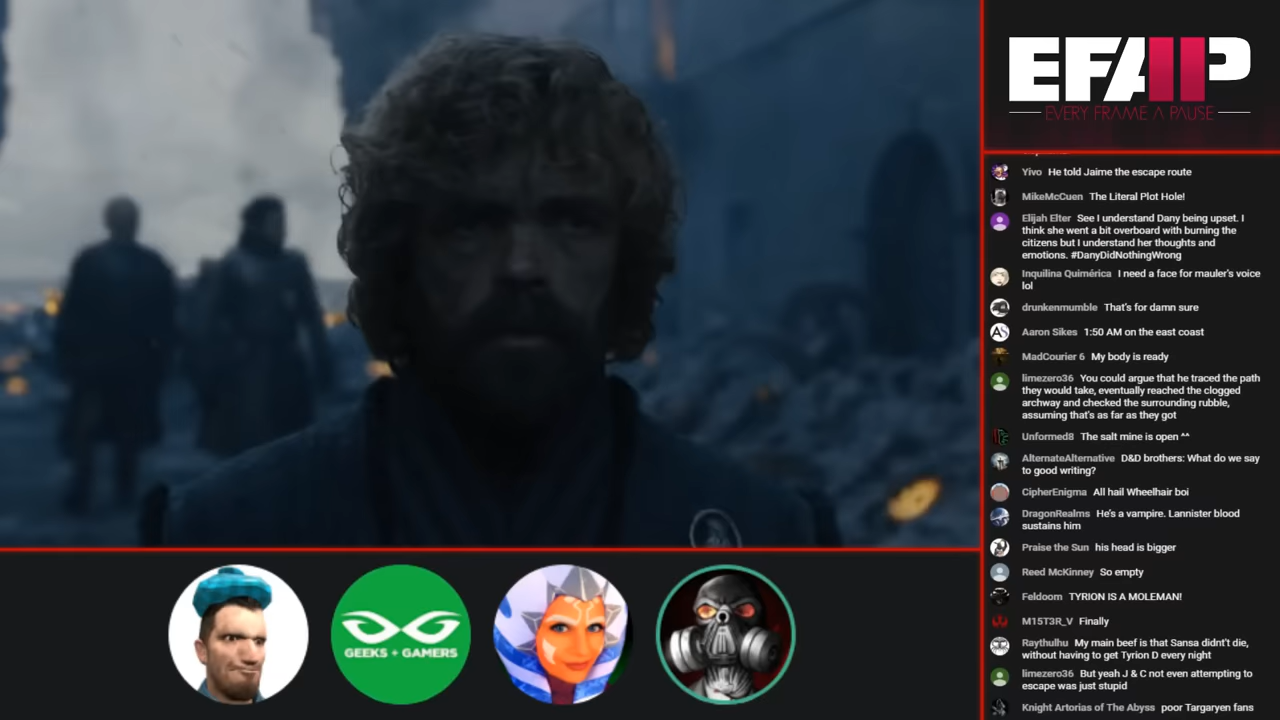 EFAP
EVERY FRAME A PAUSE
Yivo He told Jaime the escape route
MikeMcCuen The Literal Plot Hole!
Elijah Elter See I understand Dany being upset. I
think she went a bit overboard with burning the
citizens but I understand her thoughts and
emotions. #DanyDidNothingWrong
Inquilina Quimérica I need a face for mauler's voice
lol
drunkenmumble That's for damn sure
Aaron Sikes 1:50 AM on the east coast
MadCourier 6 My body is ready
limezero36 You could argue that he traced the path
they would take, eventually reached the clogged
archway and checked the surrounding rubble,
assuming that's as far as they got
Unformed8 The salt mine is open ^^
AlternateAlternative D&D brothers: What do we say
to good writing?
CipherEnigma All hail Wheelhair boi
DragonRealms He's a vampire. Lannister blood
sustains him
Praise the Sun his head is bigger
Reed McKinney So empty
Feldoom TYRION IS A MOLEMAN!
M15T3R_V Finally
Raythulhu My main beef is that Sansa didnt't die,
without having to get Tyrion D every night
limezero36 But yeah J & C not even attempting to
escape was just stupid
Knight Artorias of The Abyss poor Targaryen fans
GEEKS + GAMERS